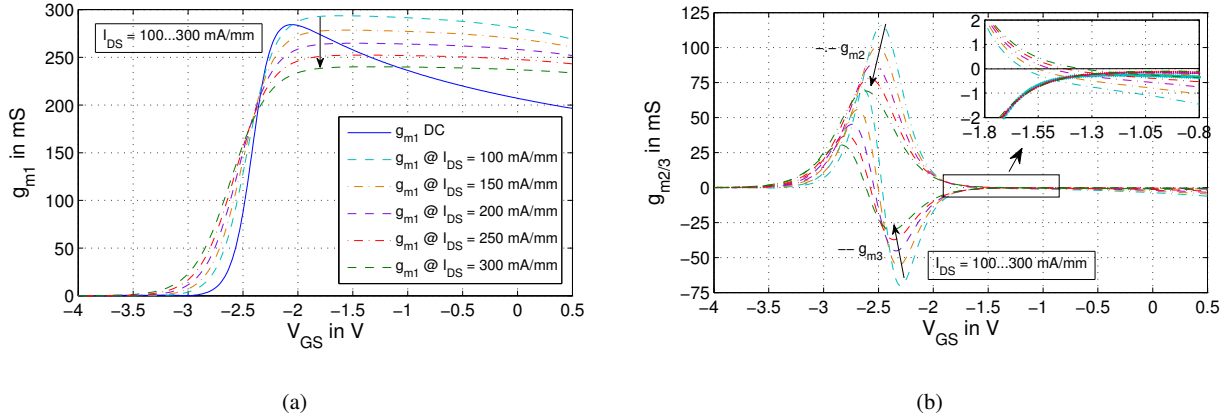 300
250
200
150
100
50
0
g_m1 in mS
−4 −3.5 −3 −2.5 −2 −1.5 −1 −0.5 0 0.5
V_GS in V
I_DS = 100...300 mA/mm
g_m1 DC
g_m1 @ I_DS = 100 mA/mm
g_m1 @ I_DS = 150 mA/mm
g_m1 @ I_DS = 200 mA/mm
g_m1 @ I_DS = 250 mA/mm
g_m1 @ I_DS = 300 mA/mm
(a)
125
100
75
50
25
0
−25
−50
−75
g_m2/3 in mS
−4 −3.5 −3 −2.5 −2 −1.5 −1 −0.5 0 0.5
V_GS in V
−·− g_m2
−− g_m3
I_DS = 100...300 mA/mm
2
1
0
−1
−2
−1.8 −1.55 −1.3 −1.05 −0.8
(b)